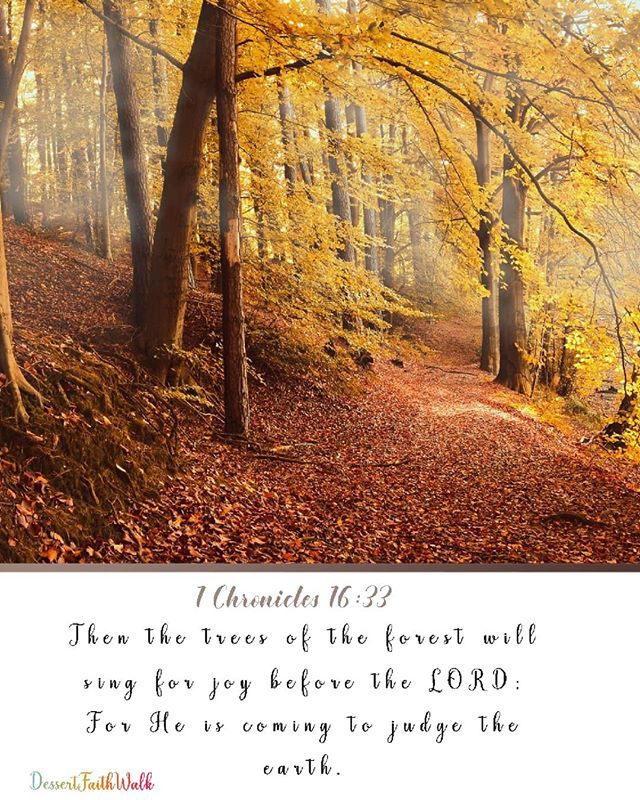 1 Chronicles 16:33
Then the trees of the forest will
sing for joy before the LORD;
For He is coming to judge the
earth.
DessertFaithWalk